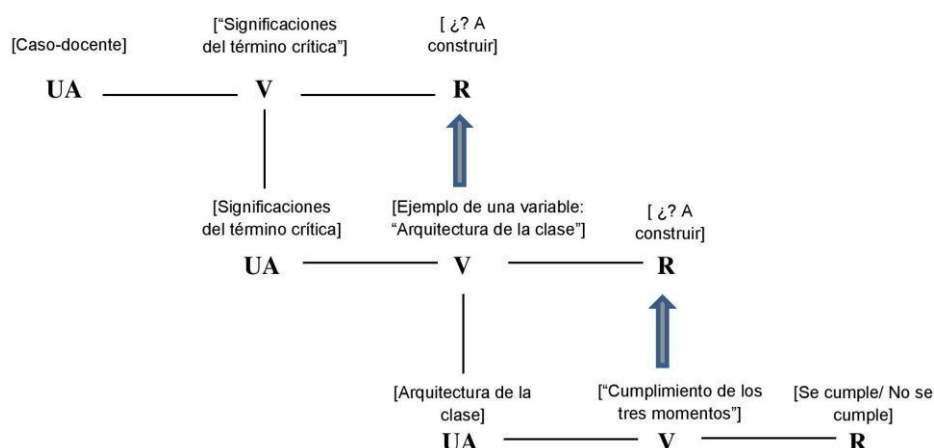 [“Significaciones
del término crítica”]
[ ¿? A
construir]
[Caso-docente]
UA
V
R
[Significaciones
del término crítica]
[Ejemplo de una variable:
“Arquitectura de la clase”]
[ ¿? A
construir]
UA
V
R
[Arquitectura de la
clase]
[“Cumplimiento de los
tres momentos”]
[Se cumple/ No se
cumple]
UA
V
R